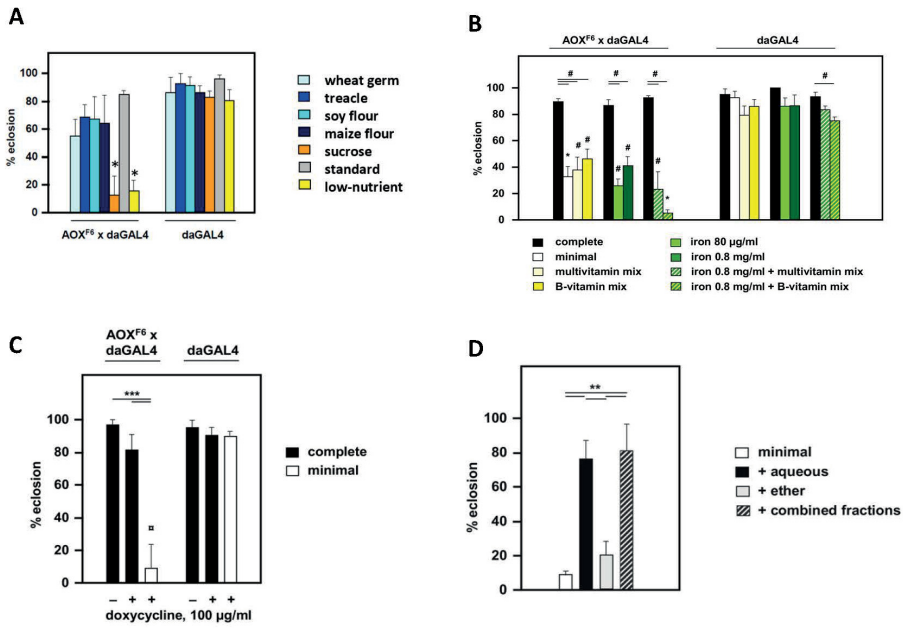 A
% eclosion
100
80
60
40
20
0
*
*
AOXF6 x daGAL4
daGAL4
wheat germ
treacle
soy flour
maize flour
sucrose
standard
low-nutrient
B
AOXF6 x daGAL4
daGAL4
% eclosion
100
80
60
40
20
0
# # # #
* # #
# #
# *
complete
minimal
multivitamin mix
B-vitamin mix
iron 80 µg/ml
iron 0.8 mg/ml
iron 0.8 mg/ml + multivitamin mix
iron 0.8 mg/ml + B-vitamin mix
C
AOXF6 x
daGAL4
daGAL4
% eclosion
100
80
60
40
20
0
***
¤
– + + – + +
doxycycline, 100 µg/ml
complete
minimal
D
% eclosion
100
80
60
40
20
0
**
minimal
+ aqueous
+ ether
+ combined fractions